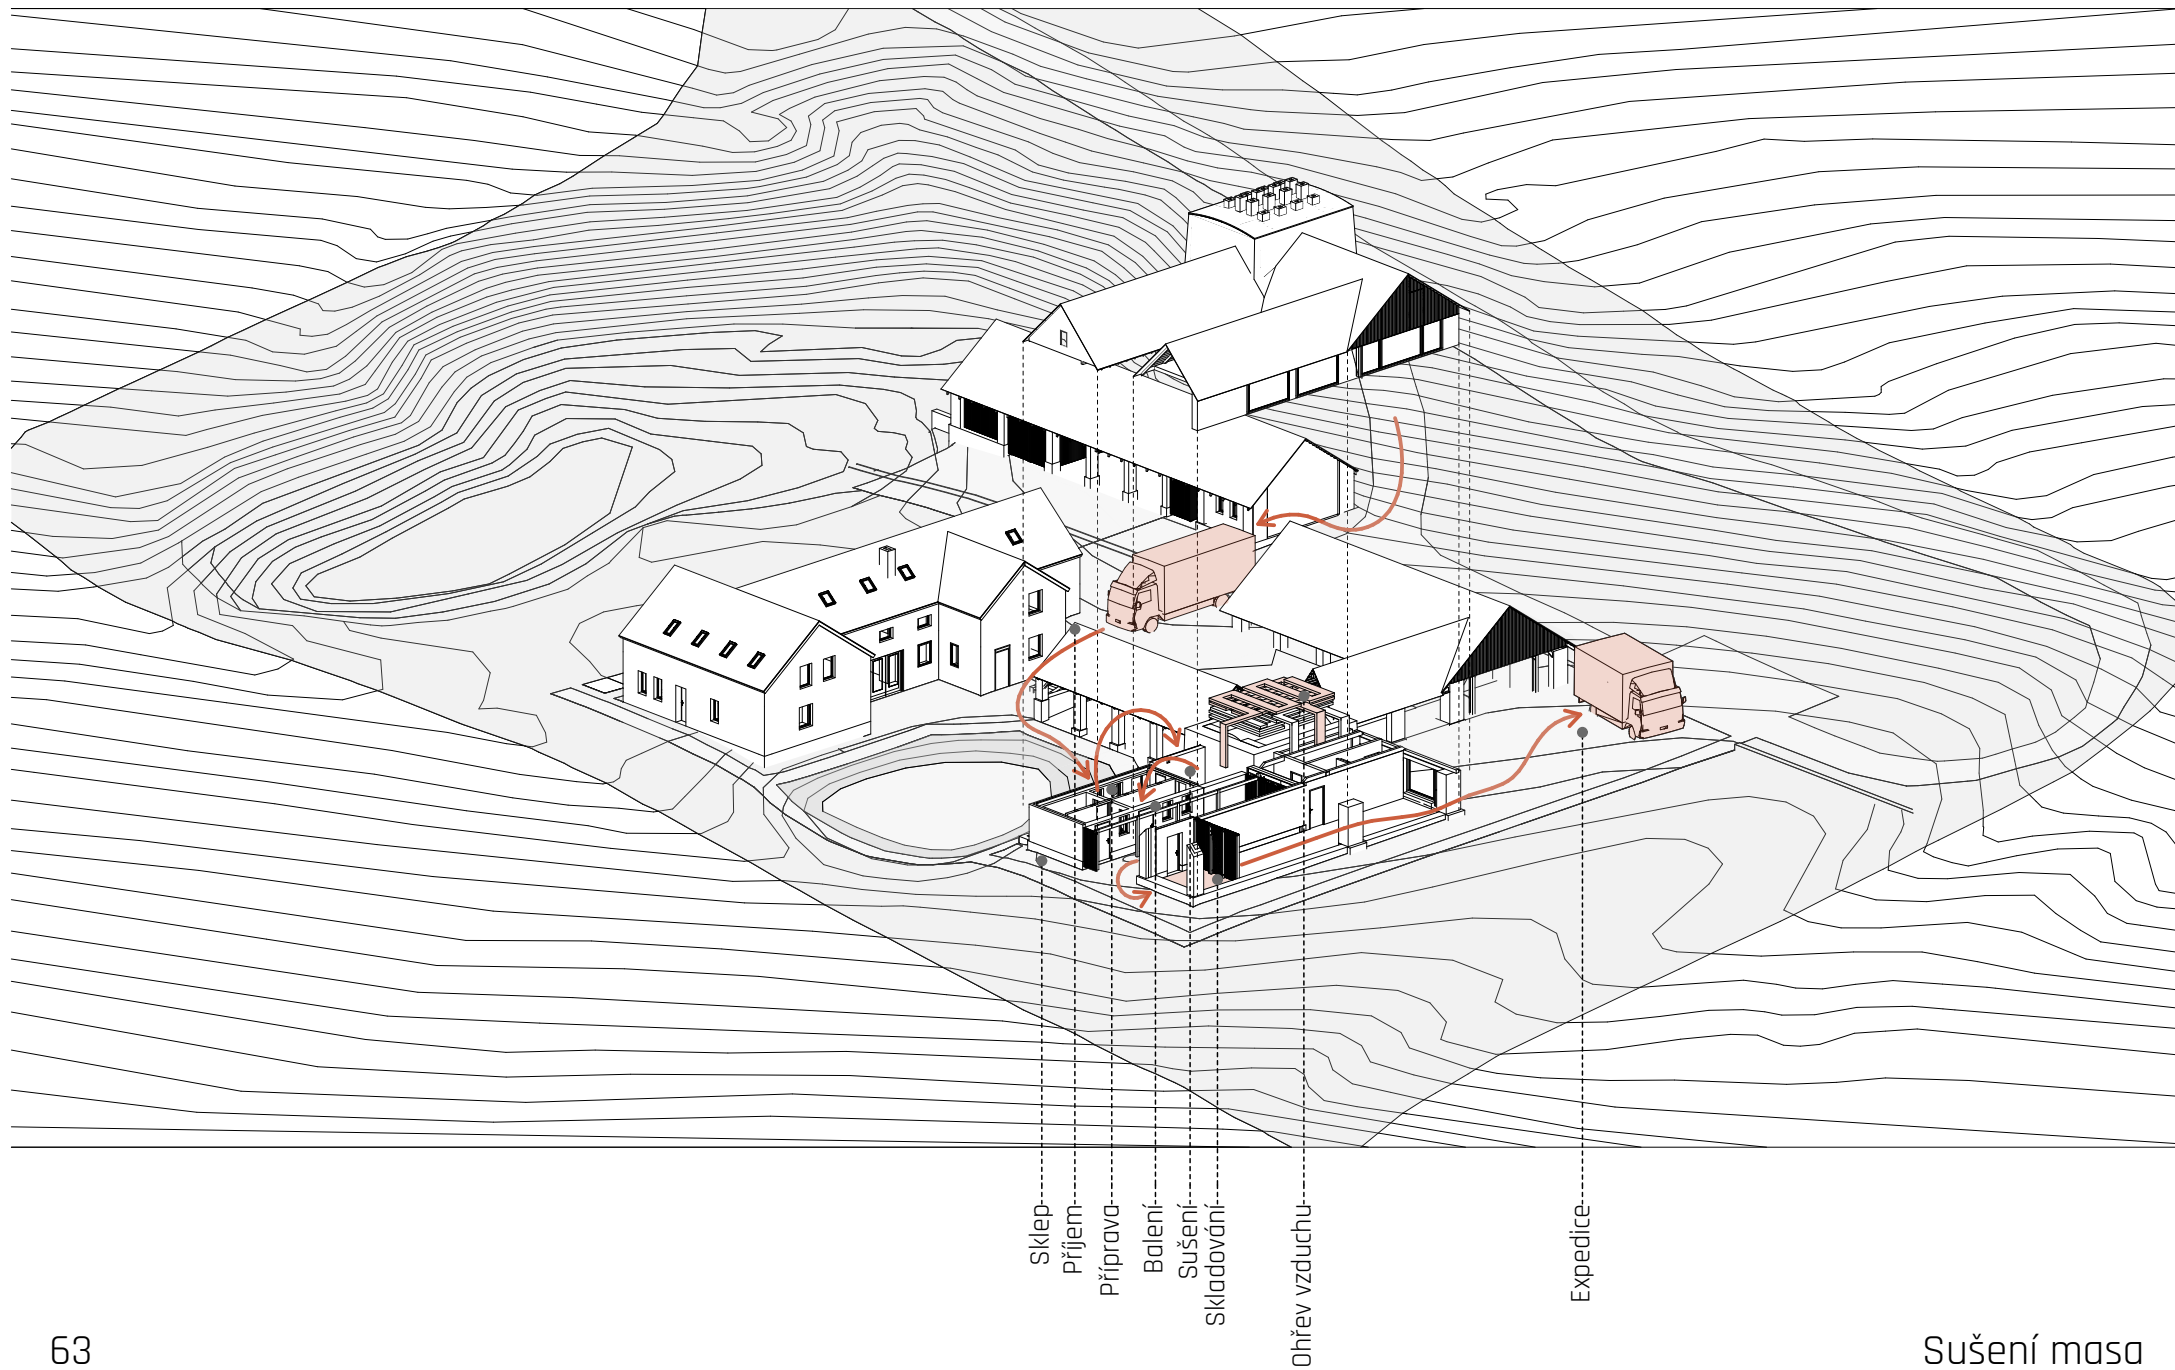 Sklep
Příjem
Příprava
Balení
Sušení
Skladování
Ohřev vzduchu
Expedice
63
Sušení masa